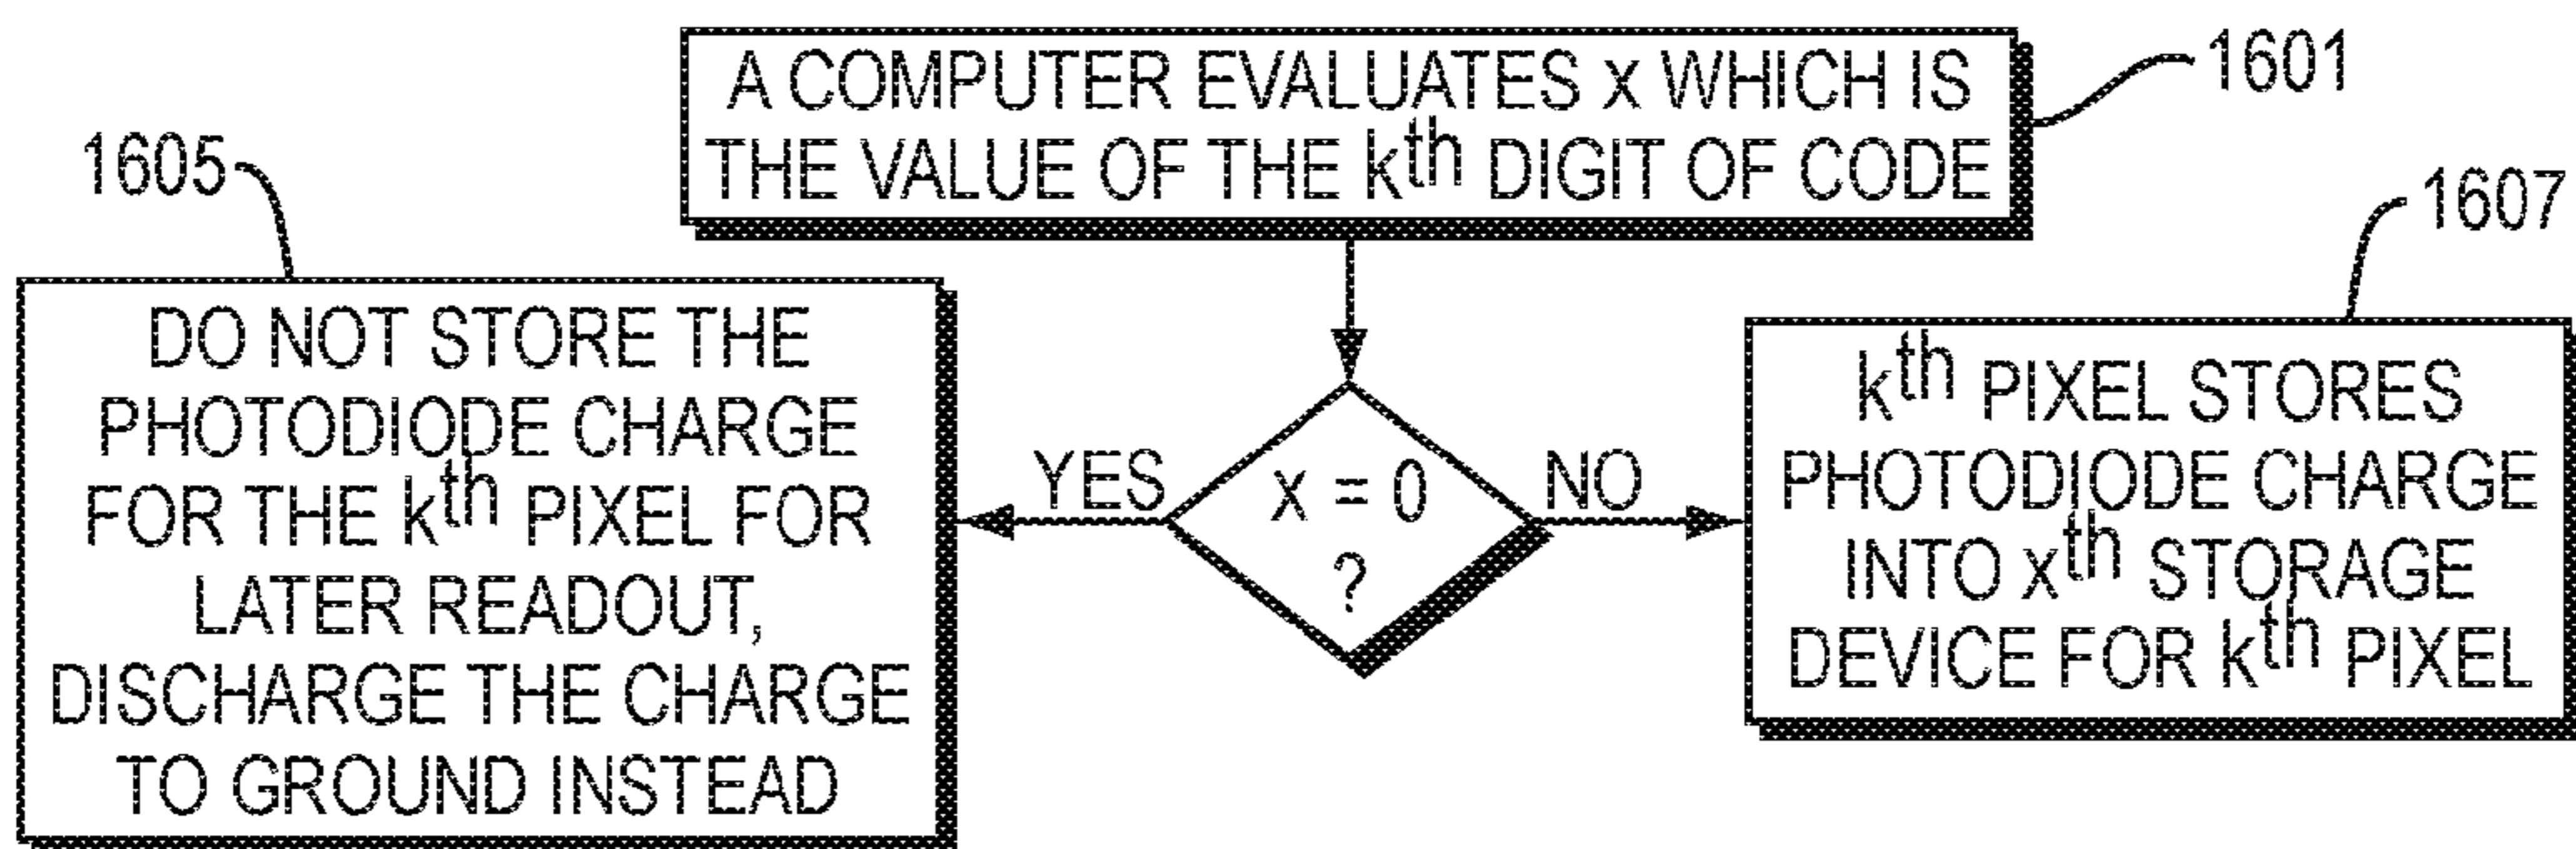 A COMPUTER EVALUATES x WHICH IS
THE VALUE OF THE kth DIGIT OF CODE
1601
1605
DO NOT STORE THE
PHOTODIODE CHARGE
FOR THE kth PIXEL FOR
LATER READOUT,
DISCHARGE THE CHARGE
TO GROUND INSTEAD
YES
x = 0
?
NO
1607
kth PIXEL STORES
PHOTODIODE CHARGE
INTO xth STORAGE
DEVICE FOR kth PIXEL